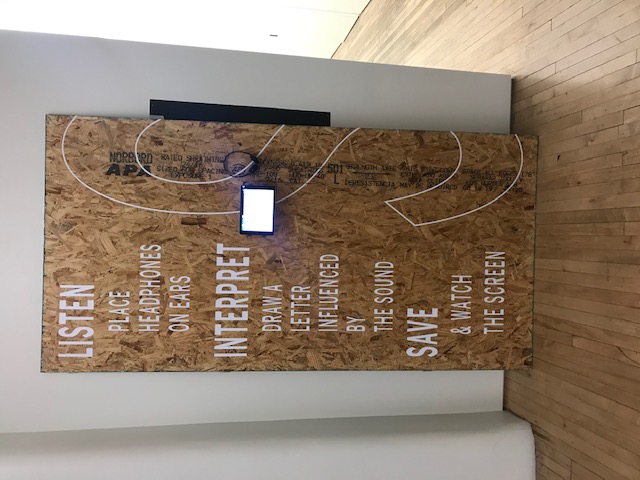 LISTEN
PLACE
HEADPHONES
ON EARS
INTERPRET
DRAW A
LETTER
INFLUENCED
BY
THE SOUND
SAVE
& WATCH
THE SCREEN